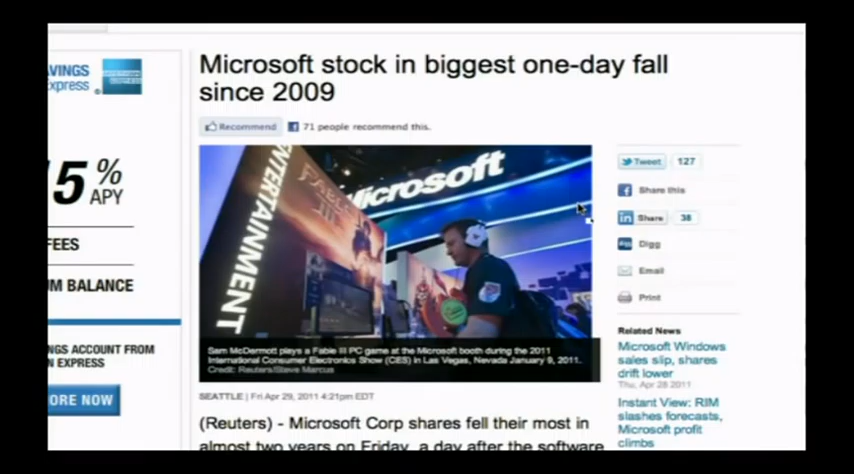 Microsoft stock in biggest one-day fall
since 2009
Recommend
71 people recommend this.
VINGS
xpress
AMERICAN EXPRESS
5 % APY
FEES
M BALANCE
NGS ACCOUNT FROM
N EXPRESS
ORE NOW
ENTERTAINMENT
FABLE III
Microsoft
Sam McDermott plays a Fable III PC game at the Microsoft booth during the 2011
International Consumer Electronics Show (CES) in Las Vegas, Nevada January 9, 2011.
Credit: Reuters/Steve Marcus
SEATTLE | Fri Apr 29, 2011 4:21pm EDT
(Reuters) - Microsoft Corp shares fell their most in
almost two years on Friday, a day after the software
Tweet 127
Share this
in Share 38
Digg
Email
Print
Related News
Microsoft Windows
sales slip, shares
drift lower
Thu, Apr 28 2011
Instant View: RIM
slashes forecasts,
Microsoft profit
climbs